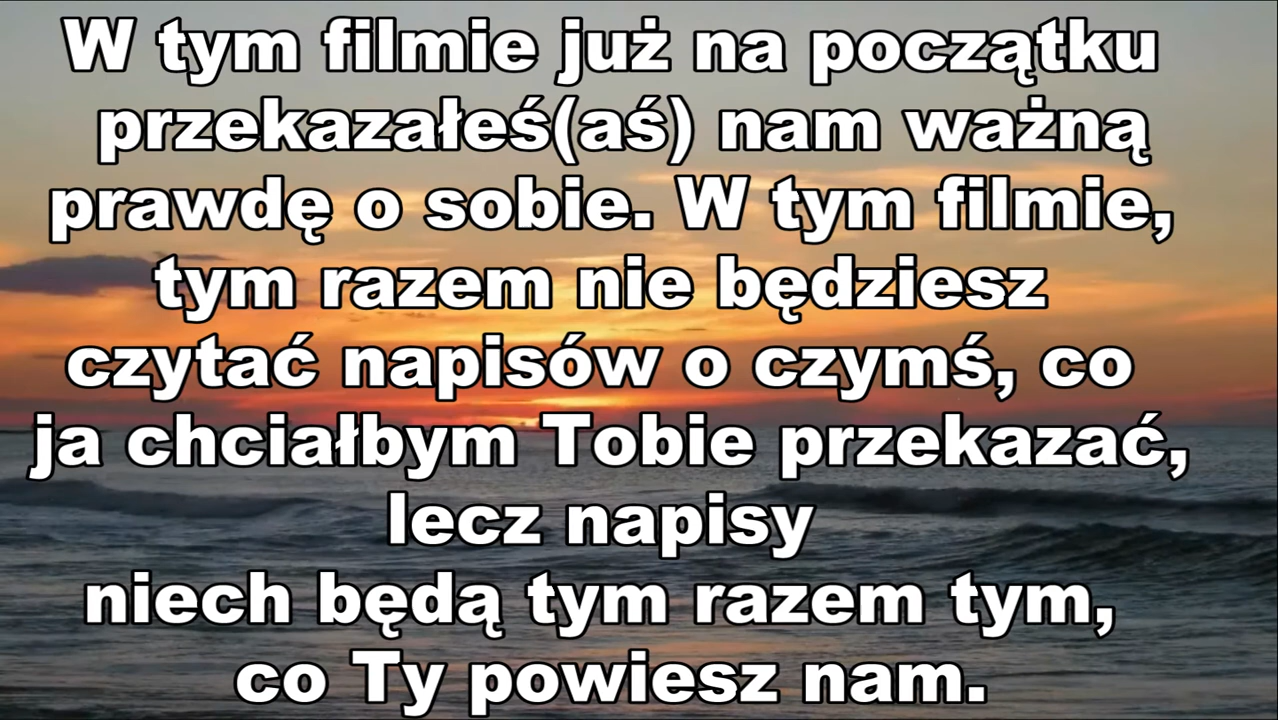 W tym filmie już na początku
przekazałeś(aś) nam ważną
prawdę o sobie. W tym filmie,
tym razem nie będziesz
czytać napisów o czymś, co
ja chciałbym Tobie przekazać,
lecz napisy
niech będą tym razem tym,
co Ty powiesz nam.